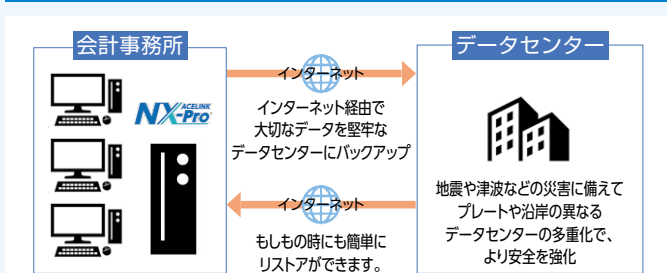 会計事務所
NX-Pro
ACELINK
インターネット
インターネット経由で
大切なデータを堅牢な
データセンターにバックアップ
インターネット
もしもの時にも簡単に
リストアができます。
データセンター
地震や津波などの災害に備えて
プレートや沿岸の異なる
データセンターの多重化で、
より安全を強化